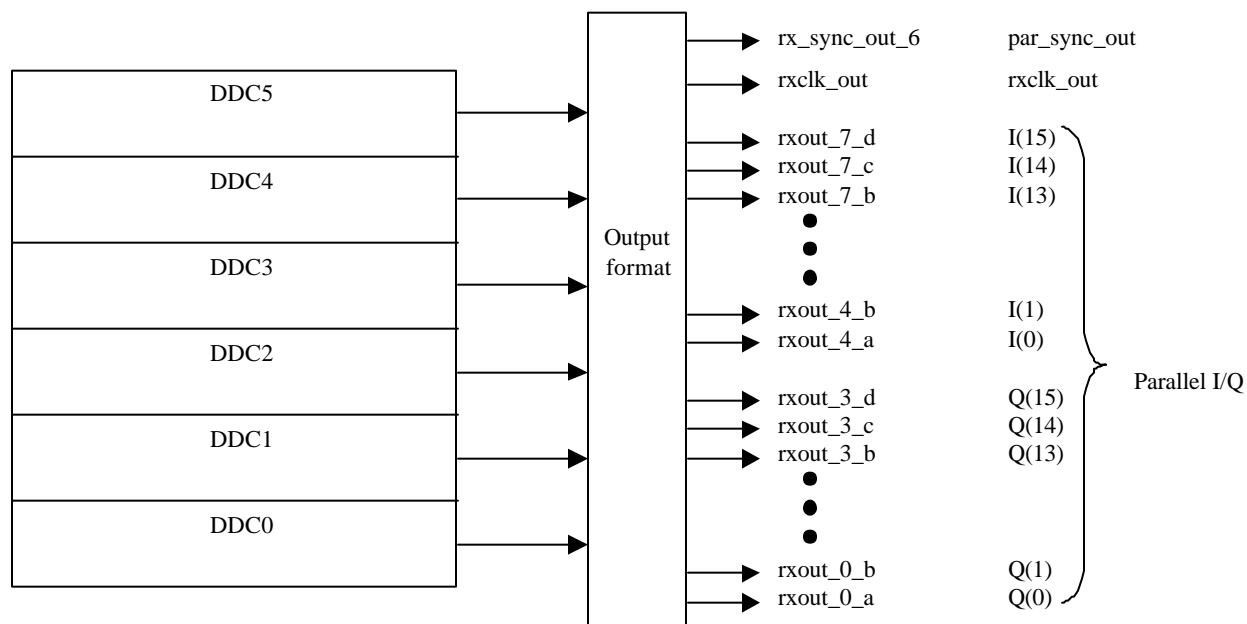 rx_sync_out_6 par_sync_out
DDC5
rxclk_out rxclk_out
rxout_7_d I(15)
rxout_7_c I(14)
DDC4
rxout_7_b I(13)
Output
format
DDC3
rxout_4_b I(1)
rxout_4_a I(0)
DDC2
Parallel I/Q
rxout_3_d Q(15)
rxout_3_c Q(14)
DDC1
rxout_3_b Q(13)
DDC0
rxout_0_b Q(1)
rxout_0_a Q(0)